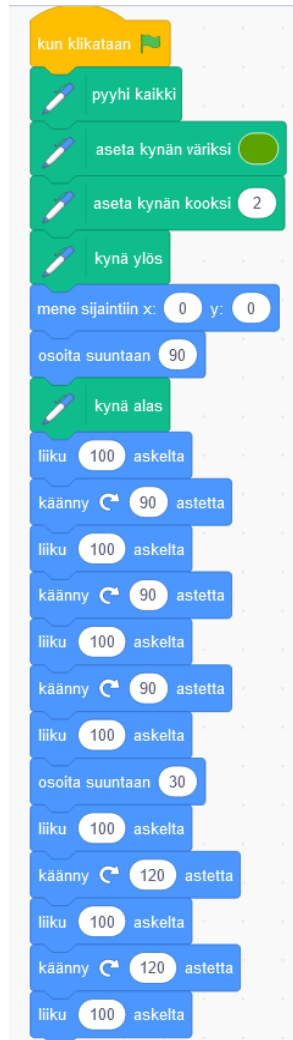 kun klikataan
pyyhi kaikki
aseta kynän väriksi
aseta kynän kooksi 2
kynä ylös
mene sijaintiin x: 0 y: 0
osoita suuntaan 90
kynä alas
liiku 100 askelta
käänny 90 astetta
liiku 100 askelta
käänny 90 astetta
liiku 100 askelta
käänny 90 astetta
liiku 100 askelta
osoita suuntaan 30
liiku 100 askelta
käänny 120 astetta
liiku 100 askelta
käänny 120 astetta
liiku 100 askelta